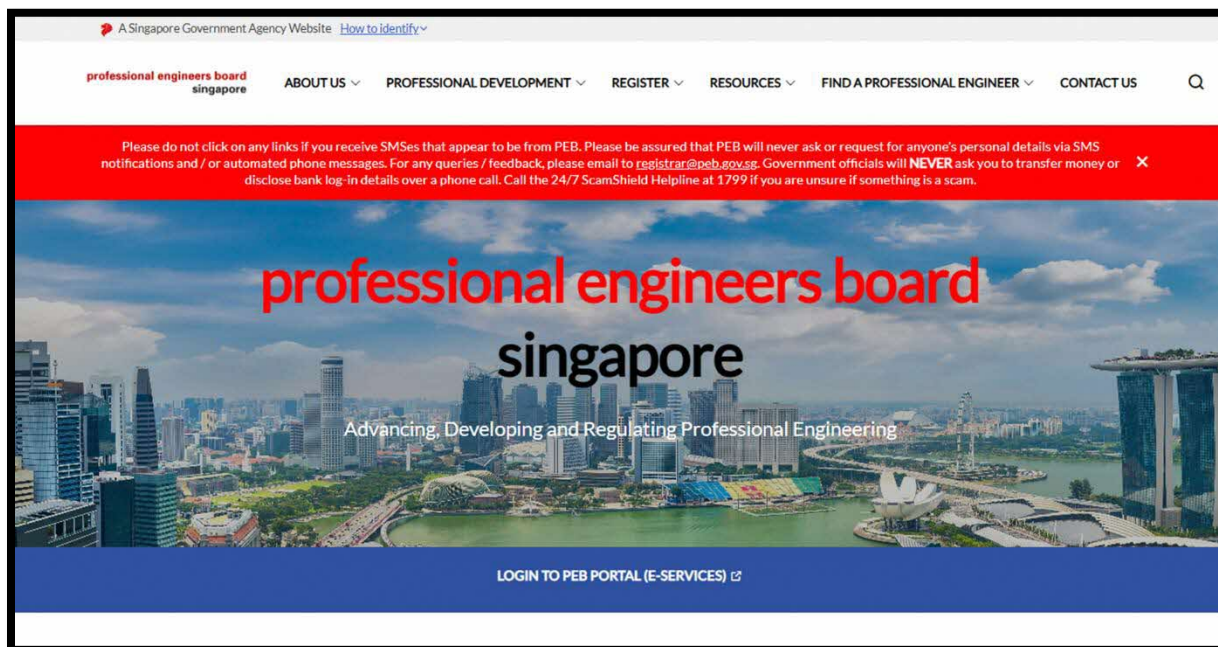 A Singapore Government Agency Website How to identify
professional engineers board
singapore
ABOUT US PROFESSIONAL DEVELOPMENT REGISTER RESOURCES FIND A PROFESSIONAL ENGINEER CONTACT US
Please do not click on any links if you receive SMSes that appear to be from PEB. Please be assured that PEB will never ask or request for anyone's personal details via SMS
notifications and / or automated phone messages. For any queries / feedback, please email to registrar@peb.gov.sg. Government officials will NEVER ask you to transfer money or
disclose bank log-in details over a phone call. Call the 24/7 ScamShield Helpline at 1799 if you are unsure if something is a scam.
professional engineers board
singapore
Advancing, Developing and Regulating Professional Engineering
LOGIN TO PEB PORTAL (E-SERVICES)